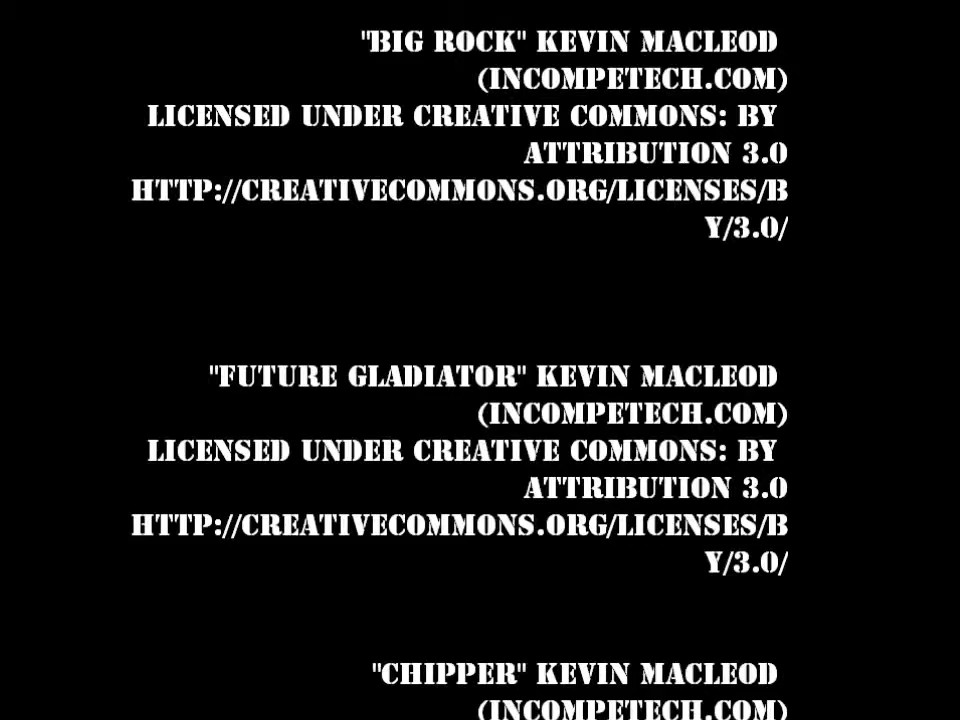 "BIG ROCK" KEVIN MACLEOD
(INCOMPETECH.COM)
LICENSED UNDER CREATIVE COMMONS: BY
ATTRIBUTION 3.0
HTTP://CREATIVECOMMONS.ORG/LICENSES/B
Y/3.0/
"FUTURE GLADIATOR" KEVIN MACLEOD
(INCOMPETECH.COM)
LICENSED UNDER CREATIVE COMMONS: BY
ATTRIBUTION 3.0
HTTP://CREATIVECOMMONS.ORG/LICENSES/B
Y/3.0/
"CHIPPER" KEVIN MACLEOD
(INCOMPETECH.COM)